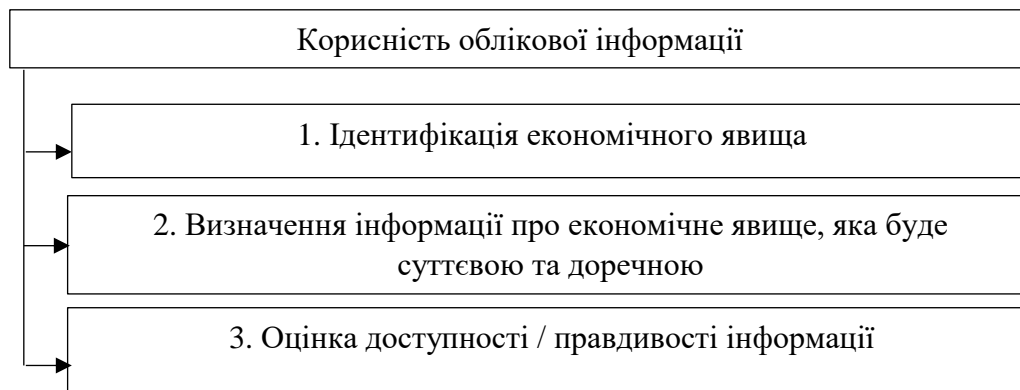 Корисність облікової інформації
1. Ідентифікація економічного явища
2. Визначення інформації про економічне явище, яка буде
суттєвою та доречною
3. Оцінка доступності / правдивості інформації